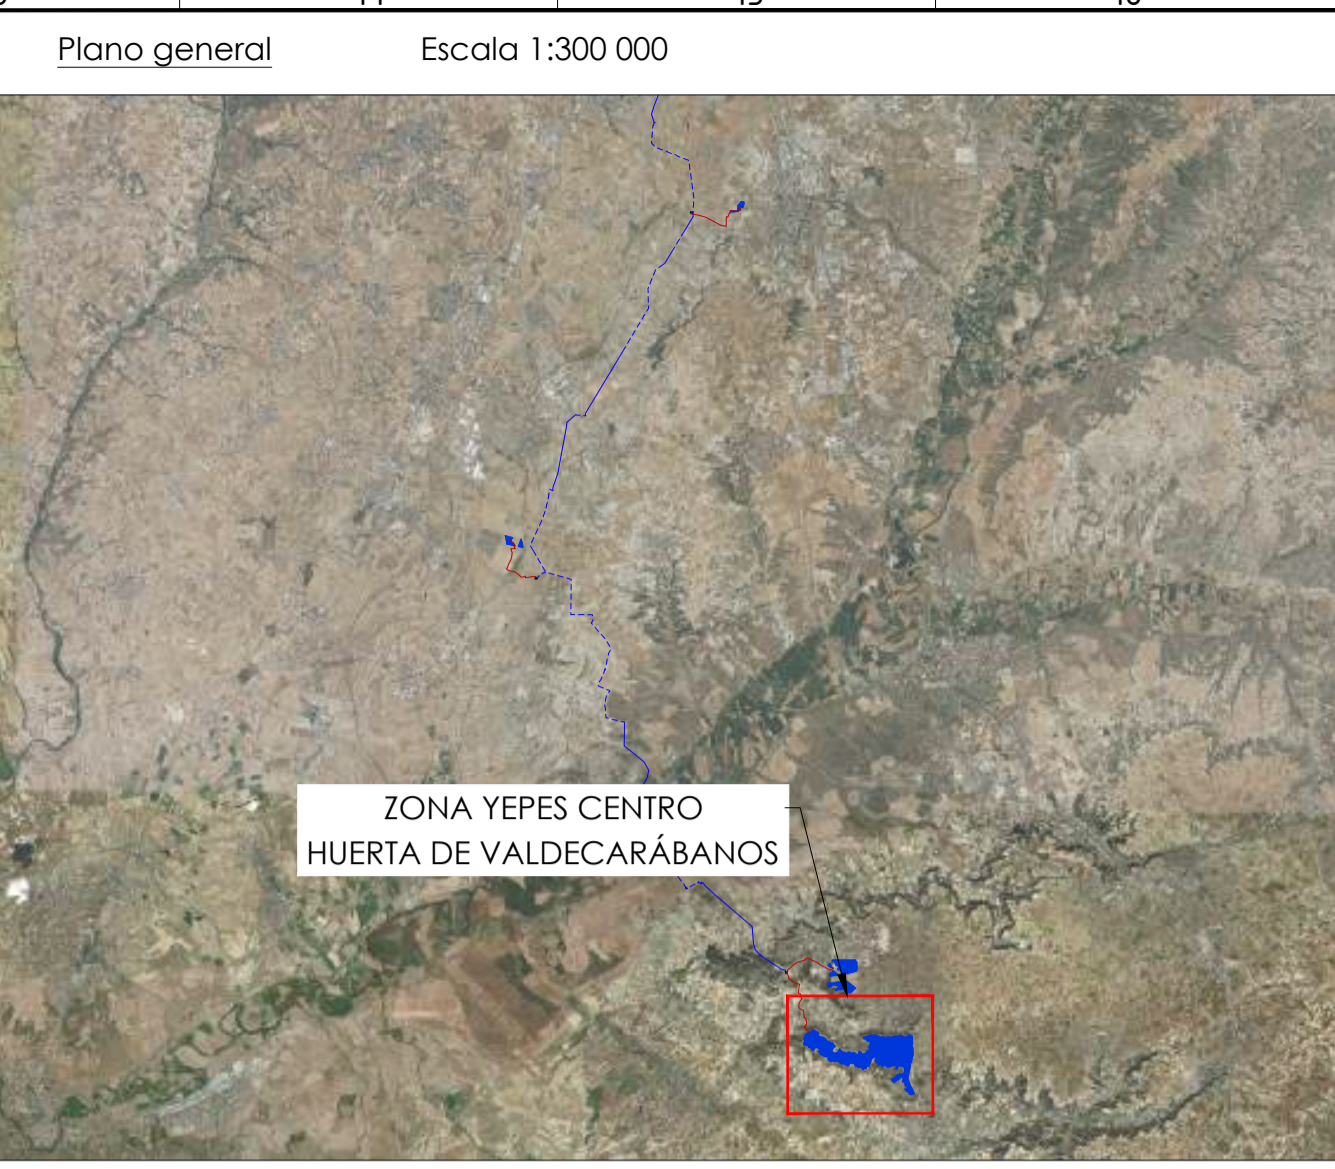 Plano general
Escala 1:300 000
ZONA YEPES CENTRO
HUERTA DE VALDECARÁBANOS